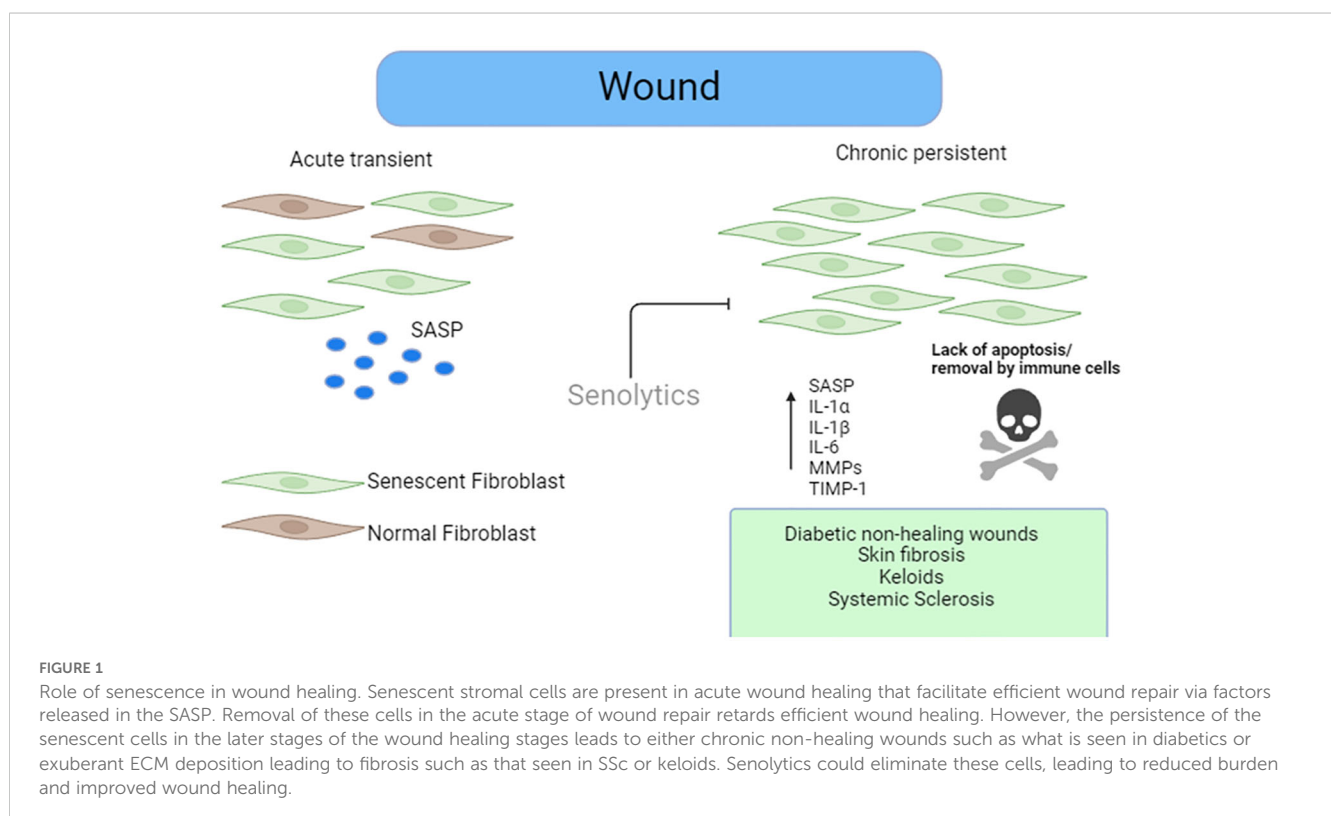 Wound
Acute transient
Chronic persistent
SASP
Senolytics
Lack of apoptosis/
removal by immune cells
SASP
IL-1α
IL-1β
IL-6
MMPs
TIMP-1
Senescent Fibroblast
Normal Fibroblast
Diabetic non-healing wounds
Skin fibrosis
Keloids
Systemic Sclerosis
FIGURE 1
Role of senescence in wound healing. Senescent stromal cells are present in acute wound healing that facilitate efficient wound repair via factors
released in the SASP. Removal of these cells in the acute stage of wound repair retards efficient wound healing. However, the persistence of the
senescent cells in the later stages of the wound healing stages leads to either chronic non-healing wounds such as what is seen in diabetics or
exuberant ECM deposition leading to fibrosis such as that seen in SSc or keloids. Senolytics could eliminate these cells, leading to reduced burden
and improved wound healing.